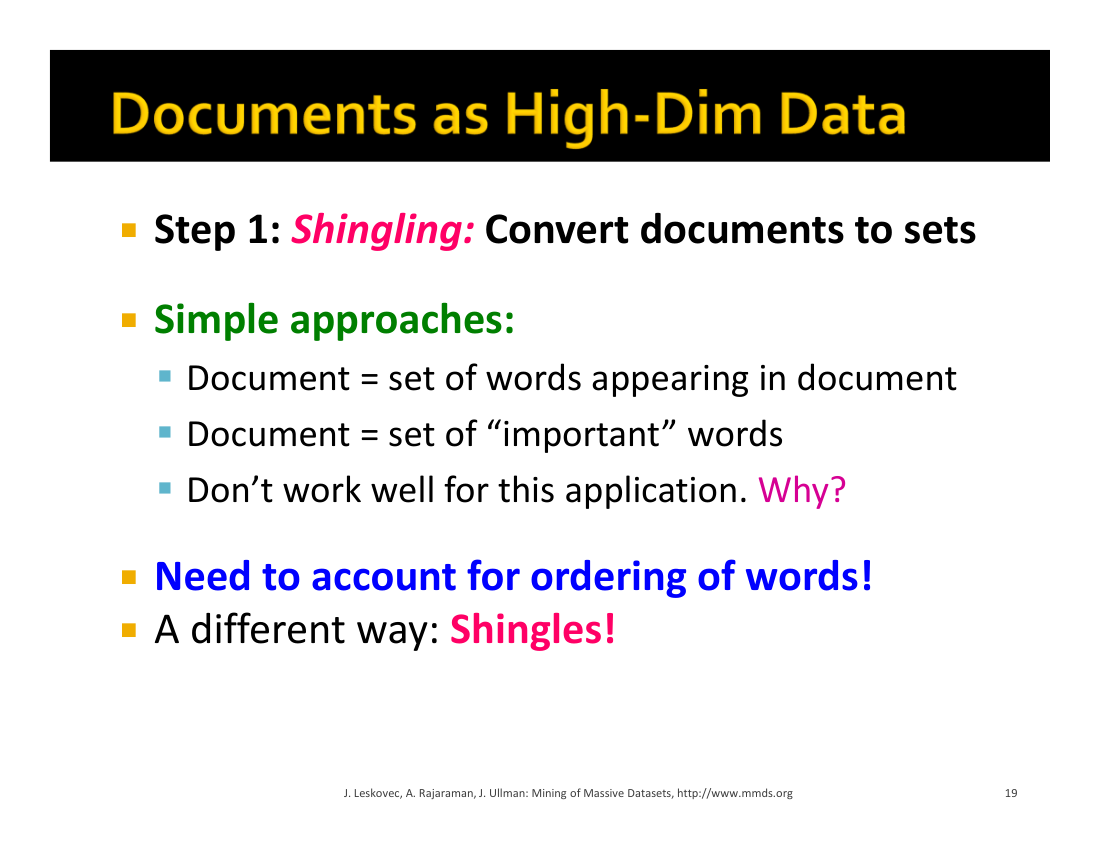 Documents as High-Dim Data
Step 1: Shingling: Convert documents to sets
Simple approaches:
Document = set of words appearing in document
Document = set of “important” words
Don’t work well for this application. Why?
Need to account for ordering of words!
A different way: Shingles!
J. Leskovec, A. Rajaraman, J. Ullman: Mining of Massive Datasets, http://www.mmds.org
19